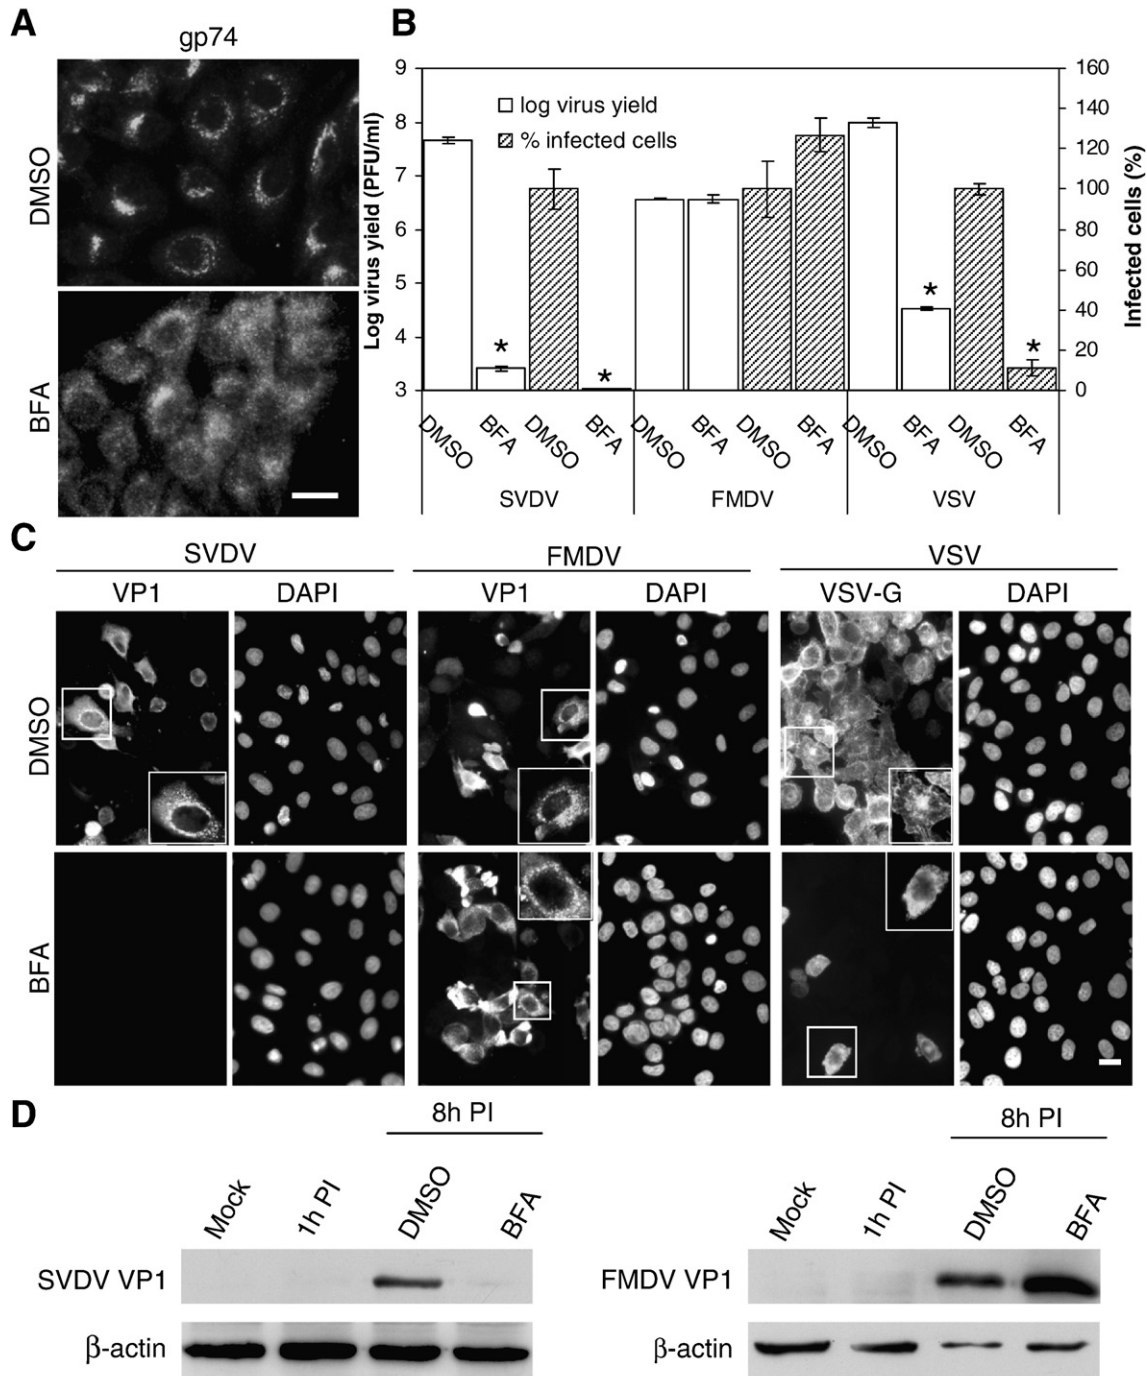 A
gp74
DMSO
BFA
B
9
8
7
6
5
4
3
Log virus yield (PFU/ml)
log virus yield
% infected cells
160
140
120
100
80
60
40
20
0
Infected cells (%)
*
*
*
*
DMSO BFA DMSO BFA DMSO BFA DMSO BFA DMSO BFA DMSO BFA
SVDV FMDV VSV
C
SVDV FMDV VSV
VP1 DAPI VP1 DAPI VSV-G DAPI
DMSO
BFA
D
8h PI
Mock 1h PI DMSO BFA
SVDV VP1
β-actin
8h PI
Mock 1h PI DMSO BFA
FMDV VP1
β-actin